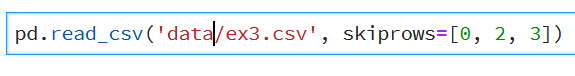 pd.read_csv('data/ex3.csv', skiprows=[0, 2, 3])